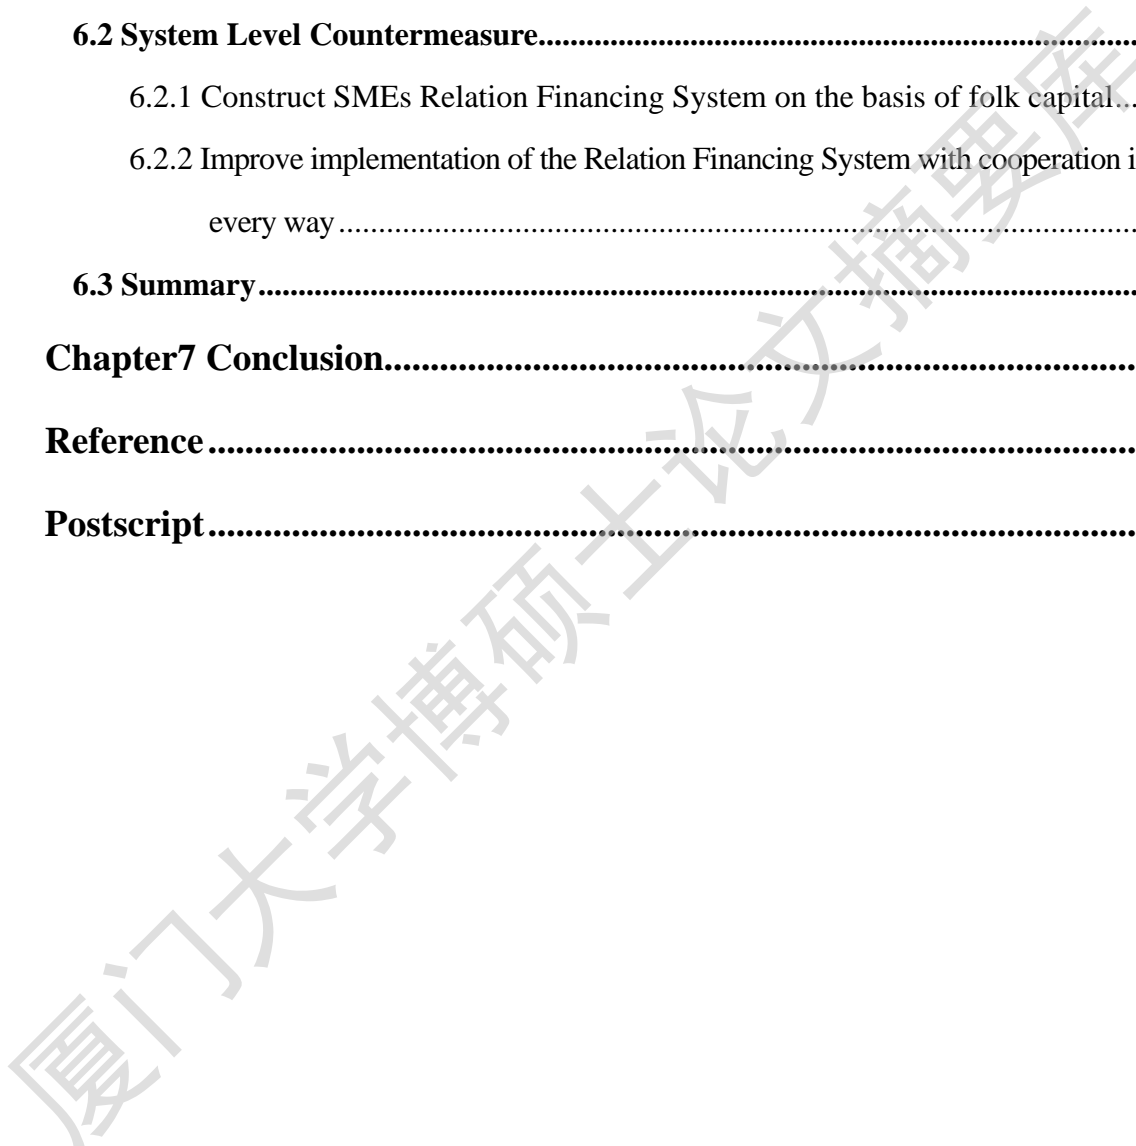 6.2 System Level Countermeasure........................................................................
6.2.1 Construct SMEs Relation Financing System on the basis of folk capital...
6.2.2 Improve implementation of the Relation Financing System with cooperation i
every way....................................................................................................
6.3 Summary.............................................................................................................
Chapter7 Conclusion..................................................................................
Reference.....................................................................................................
Postscript.....................................................................................................
厦门大学博硕士论文摘要库